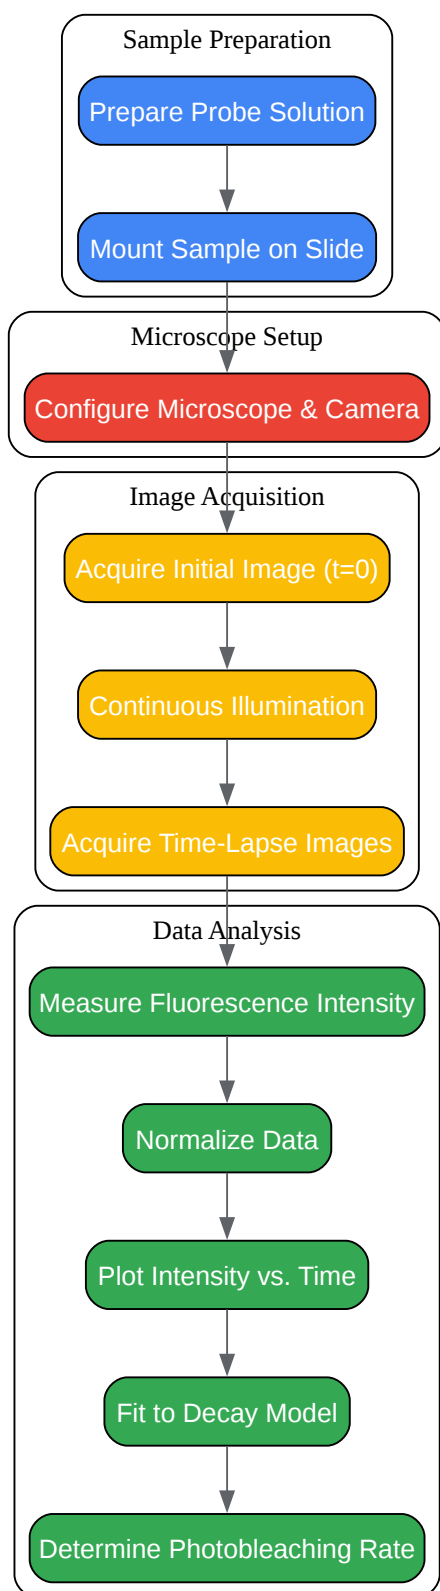 Sample Preparation
Prepare Probe Solution
Mount Sample on Slide
Microscope Setup
Configure Microscope & Camera
Image Acquisition
Acquire Initial Image (t=0)
Continuous Illumination
Acquire Time-Lapse Images
Data Analysis
Measure Fluorescence Intensity
Normalize Data
Plot Intensity vs. Time
Fit to Decay Model
Determine Photobleaching Rate